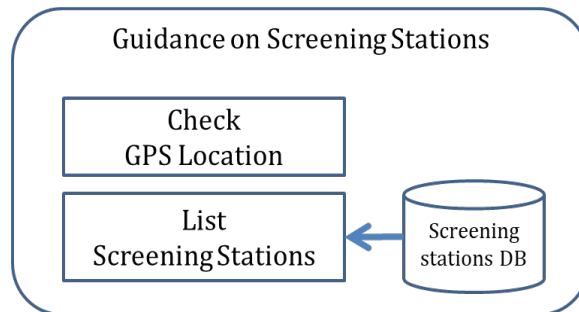 Guidance on Screening Stations
Check
GPS Location
List
Screening Stations
Screening
stations DB